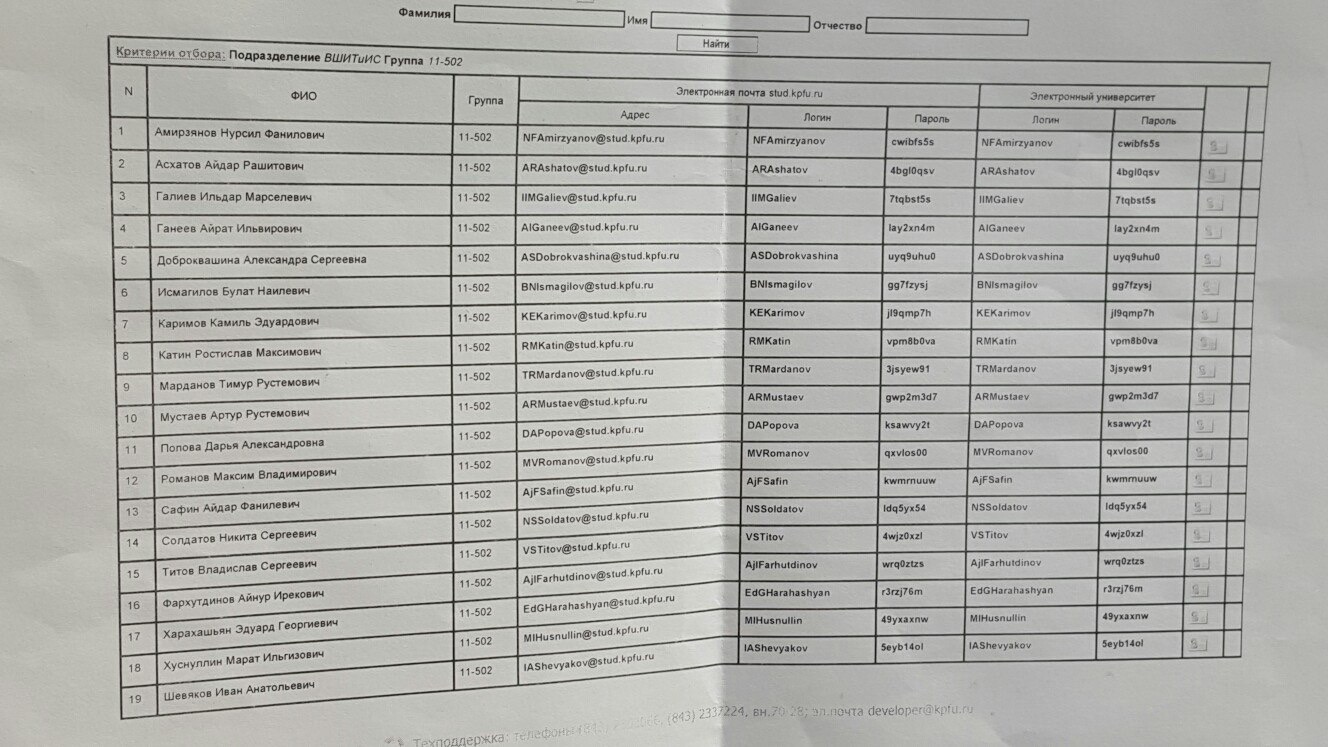 Фамилия Имя Отчество
Найти
Критерии отбора: Подразделение ВШИТиИС Группа 11-502
N ФИО Группа Электронная почта stud.kpfu.ru Электронный университет
Адрес Логин Пароль Логин Пароль
1 Амирзянов Нурсил Фанилович 11-502 NFAmirzyanov@stud.kpfu.ru NFAmirzyanov cwibfs5s NFAmirzyanov cwibfs5s
2 Асхатов Айдар Рашитович 11-502 ARAshatov@stud.kpfu.ru ARAshatov 4bgl0qsv ARAshatov 4bgl0qsv
3 Галиев Ильдар Марселевич 11-502 IlMGaliev@stud.kpfu.ru IlMGaliev 7tqbst5s IlMGaliev 7tqbst5s
4 Ганеев Айрат Ильвирович 11-502 AIGaneev@stud.kpfu.ru AIGaneev lay2xn4m AIGaneev lay2xn4m
5 Доброквашина Александра Сергеевна 11-502 ASDobrokvashina@stud.kpfu.ru ASDobrokvashina uyq9uhu0 ASDobrokvashina uyq9uhu0
6 Исмагилов Булат Наилевич 11-502 BNIsmagilov@stud.kpfu.ru BNIsmagilov gg7fzysj BNIsmagilov gg7fzysj
7 Каримов Камиль Эдуардович 11-502 KEKarimov@stud.kpfu.ru KEKarimov jl9qmp7h KEKarimov jl9qmp7h
8 Катин Ростислав Максимович 11-502 RMKatin@stud.kpfu.ru RMKatin vpm8b0va RMKatin vpm8b0va
9 Марданов Тимур Рустемович 11-502 TRMardanov@stud.kpfu.ru TRMardanov 3jsyew91 TRMardanov 3jsyew91
10 Мустаев Артур Рустемович 11-502 ARMustaev@stud.kpfu.ru ARMustaev gwp2m3d7 ARMustaev gwp2m3d7
11 Попова Дарья Александровна 11-502 DAPopova@stud.kpfu.ru DAPopova ksawvy2t DAPopova ksawvy2t
12 Романов Максим Владимирович 11-502 MVRomanov@stud.kpfu.ru MVRomanov qxvlos00 MVRomanov qxvlos00
13 Сафин Айдар Фанилевич 11-502 AjFSafin@stud.kpfu.ru AjFSafin kwmrnuuw AjFSafin kwmrnuuw
14 Солдатов Никита Сергеевич 11-502 NSSoldatov@stud.kpfu.ru NSSoldatov ldq5yx54 NSSoldatov ldq5yx54
15 Титов Владислав Сергеевич 11-502 VSTitov@stud.kpfu.ru VSTitov 4wjz0xzl VSTitov 4wjz0xzl
16 Фархутдинов Айнур Ирекович 11-502 AjIFarhutdinov@stud.kpfu.ru AjIFarhutdinov wrq0ztzs AjIFarhutdinov wrq0ztzs
17 Харахашьян Эдуард Георгиевич 11-502 EdGHarahashyan@stud.kpfu.ru EdGHarahashyan r3rzj76m EdGHarahashyan r3rzj76m
18 Хуснуллин Марат Ильгизович 11-502 MIHusnullin@stud.kpfu.ru MIHusnullin 49yxaxnw MIHusnullin 49yxaxnw
19 Шевяков Иван Анатольевич 11-502 IAShevyakov@stud.kpfu.ru IAShevyakov 5eyb14ol IAShevyakov 5eyb14ol
Техподдержка: телефоны (843) 2337224, вн.70-28; эл.почта developer@kpfu.ru